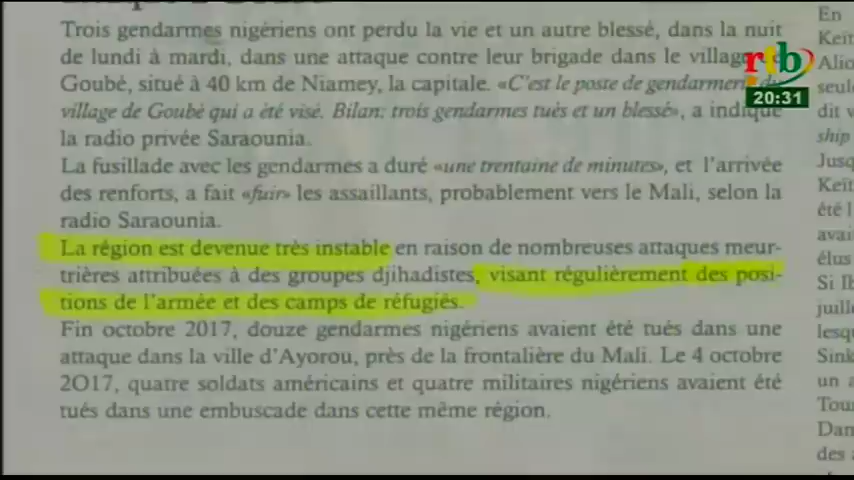 Trois gendarmes nigériens ont perdu la vie et un autre blessé, dans la nuit
de lundi à mardi, dans une attaque contre leur brigade dans le village de
Goubé, situé à 40 km de Niamey, la capitale. «C'est le poste de gendarmerie du
village de Goubé qui a été visé. Bilan: trois gendarmes tués et un blessé», a indiqué
la radio privée Saraounia.
La fusillade avec les gendarmes a duré «une trentaine de minutes», et l'arrivée
des renforts, a fait «fuir» les assaillants, probablement vers le Mali, selon la
radio Saraounia.
La région est devenue très instable en raison de nombreuses attaques meur-
trières attribuées à des groupes djihadistes, visant régulièrement des posi-
tions de l'armée et des camps de réfugiés.
Fin octobre 2017, douze gendarmes nigériens avaient été tués dans une
attaque dans la ville d'Ayorou, près de la frontalière du Mali. Le 4 octobre
2017, quatre soldats américains et quatre militaires nigériens avaient été
tués dans une embuscade dans cette même région.
rtb
20:31
En
Keït
Alio
seul
dit
ship
Jusq
Keït
été
avai
élus
Si
juill
lesq
Sink
un
Tou
Dan
des